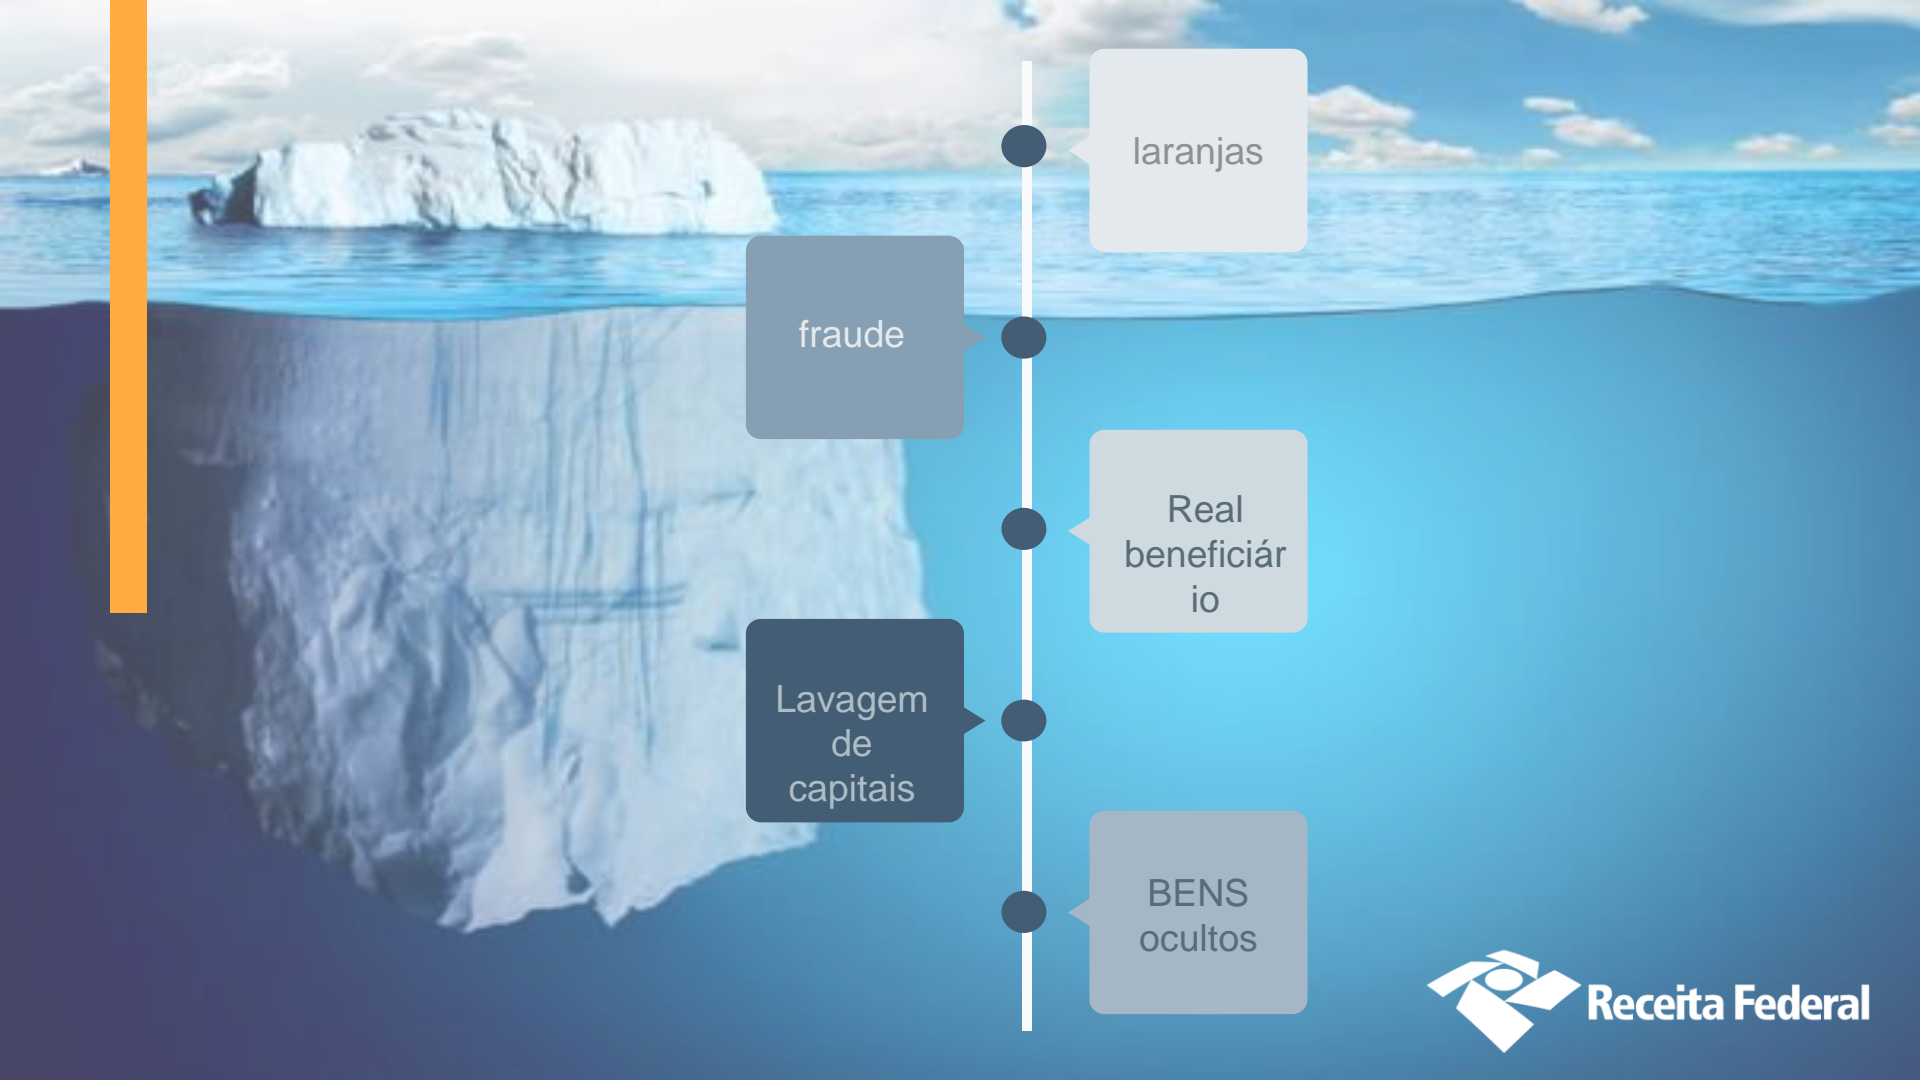 laranjas
fraude
Real
beneficiár
io
Lavagem
de
capitais
BENS
ocultos
Receita Federal